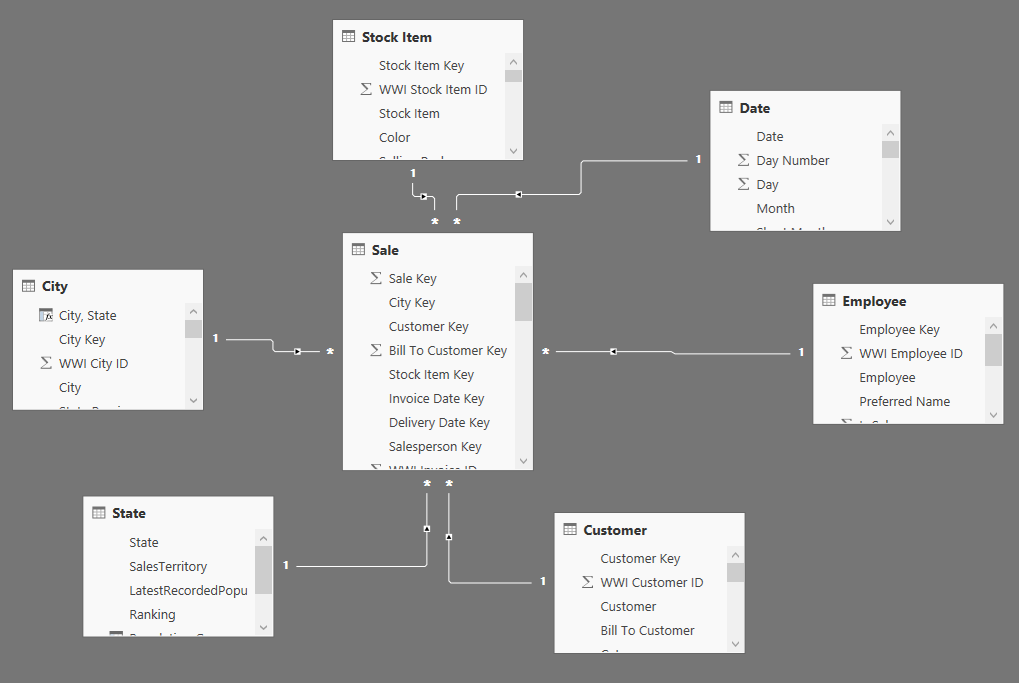 Stock Item
Stock Item Key
WWI Stock Item ID
Stock Item
Color
1
Date
Date
Day Number
Day
Month
1
*
*
Sale
Sale Key
City Key
Customer Key
Bill To Customer Key
Stock Item Key
Invoice Date Key
Delivery Date Key
Salesperson Key
WWI Invoice ID
City
City, State
City Key
WWI City ID
City
1
*
Employee
Employee Key
WWI Employee ID
Employee
Preferred Name
*
1
*
*
State
State
SalesTerritory
LatestRecordedPopu
Ranking
1
Customer
Customer Key
WWI Customer ID
Customer
Bill To Customer
1